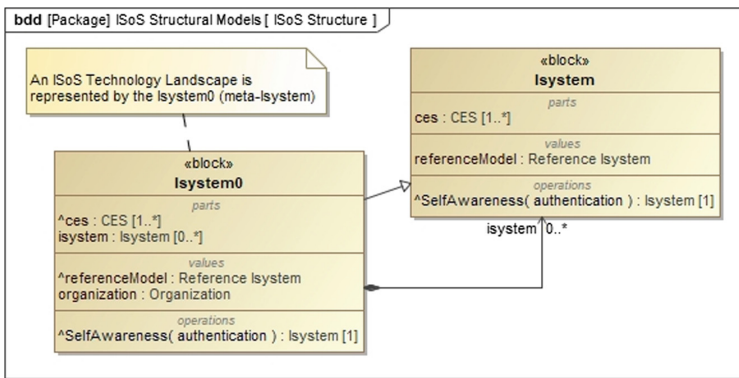 bdd [Package] ISoS Structural Models [ ISoS Structure ]
An ISoS Technology Landscape is
represented by the Isystem0 (meta-Isystem)
«block»
Isystem
parts
ces : CES [1..*]
values
referenceModel : Reference Isystem
operations
^SelfAwareness( authentication ) : Isystem [1]
«block»
Isystem0
parts
^ces : CES [1..*]
isystem : Isystem [0..*]
values
^referenceModel : Reference Isystem
organization : Organization
operations
^SelfAwareness( authentication ) : Isystem [1]
isystem 0..*